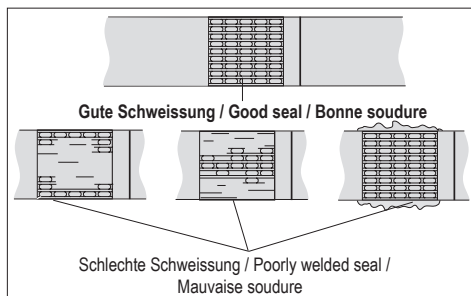 Gute Schweissung / Good seal / Bonne soudure
Schlechte Schweissung / Poorly welded seal /
Mauvaise soudure